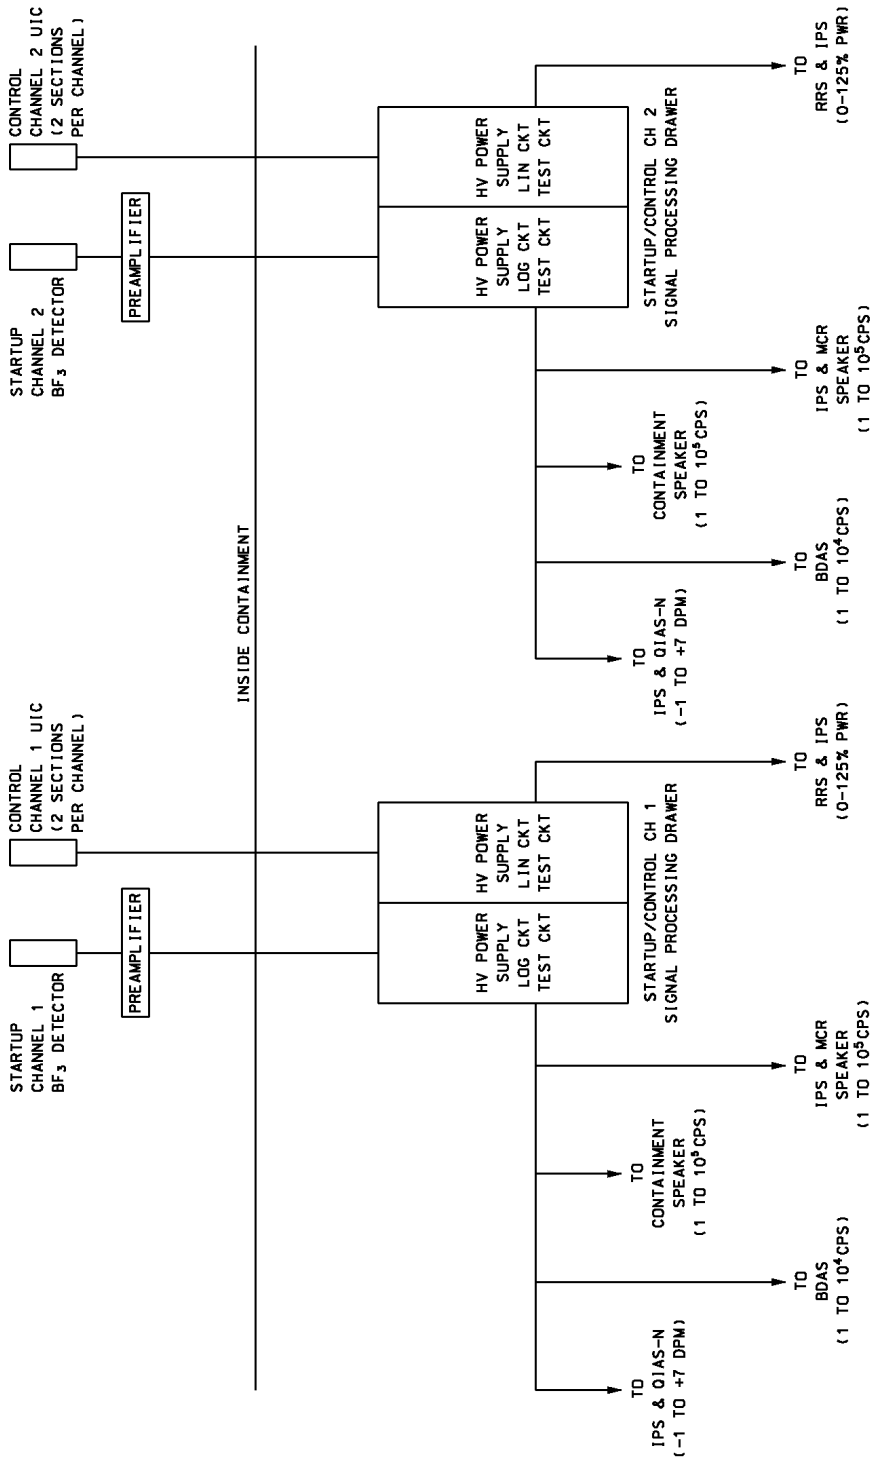 STARTUP
CHANNEL 1
BF₃ DETECTOR
CONTROL
CHANNEL 1 UIC
(2 SECTIONS
PER CHANNEL)
STARTUP
CHANNEL 2
BF₃ DETECTOR
CONTROL
CHANNEL 2 UIC
(2 SECTIONS
PER CHANNEL)
PREAMPLIFIER
PREAMPLIFIER
INSIDE CONTAINMENT
HV POWER
SUPPLY
LOG CKT
TEST CKT
HV POWER
SUPPLY
LIN CKT
TEST CKT
HV POWER
SUPPLY
LOG CKT
TEST CKT
HV POWER
SUPPLY
LIN CKT
TEST CKT
STARTUP/CONTROL CH 1
SIGNAL PROCESSING DRAWER
STARTUP/CONTROL CH 2
SIGNAL PROCESSING DRAWER
TO
IPS & QIAS-N
(-1 TO +7 DPM)
TO
BDAS
(1 TO 10⁴CPS)
TO
CONTAINMENT
SPEAKER
(1 TO 10⁵CPS)
TO
IPS & MCR
SPEAKER
(1 TO 10⁵CPS)
TO
RRS & IPS
(0-125% PWR)
TO
IPS & QIAS-N
(-1 TO +7 DPM)
TO
BDAS
(1 TO 10⁴CPS)
TO
CONTAINMENT
SPEAKER
(1 TO 10⁵CPS)
TO
IPS & MCR
SPEAKER
(1 TO 10⁵CPS)
TO
RRS & IPS
(0-125% PWR)